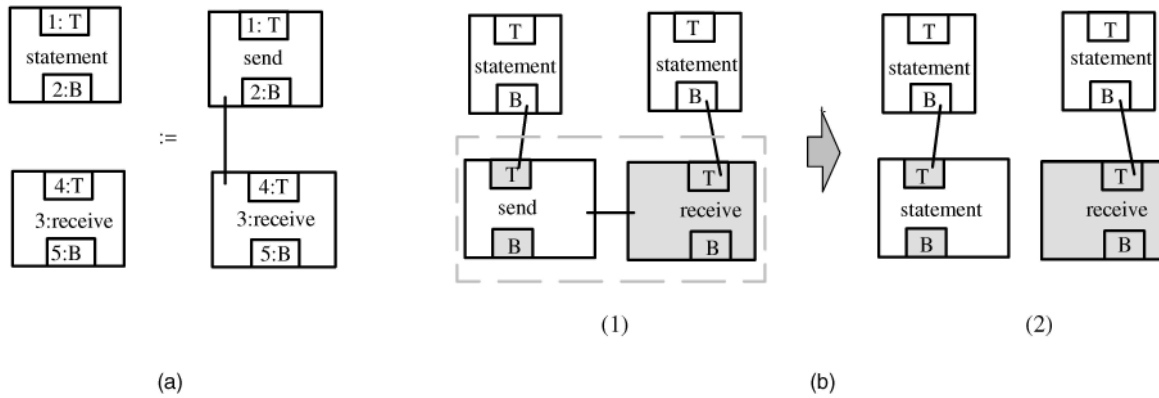 1: T
statement
2:B
4:T
3:receive
5:B
:=
1: T
send
2:B
4:T
3:receive
5:B
(a)
T
statement
B
T
statement
B
T
send
B
T
receive
B
(1)
T
statement
B
T
statement
B
T
statement
B
T
receive
B
(2)
(b)